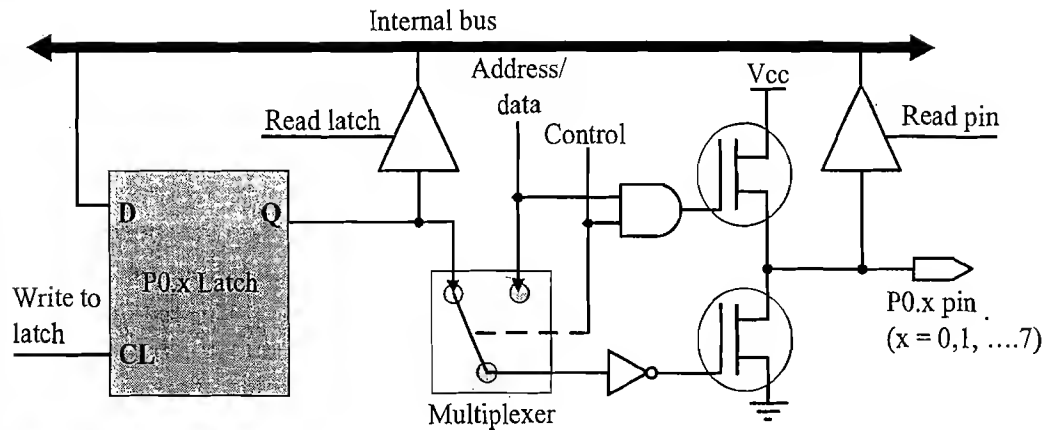 Internal bus
Address/
data
Vcc
Read latch
Control
Read pin
D
Q
P0.x Latch
Write to
latch
CL
P0.x pin
(x = 0,1, ....7)
Multiplexer